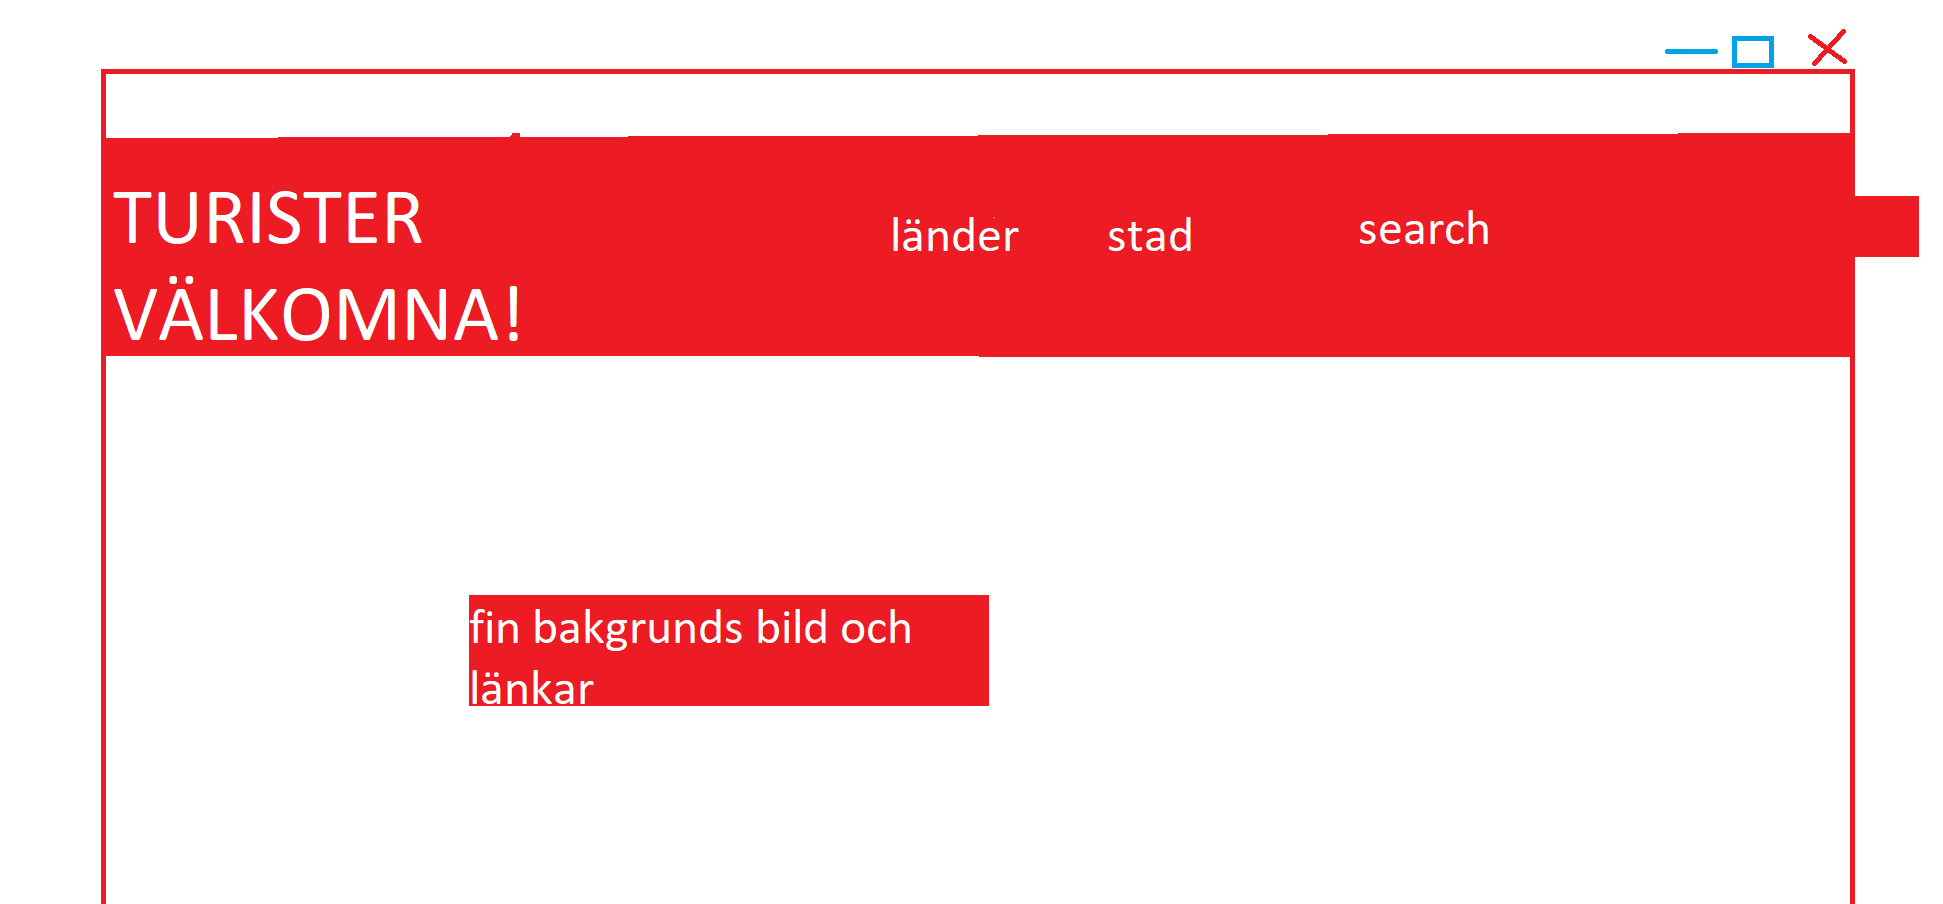 TURISTER
VÄLKOMNA!
länder stad search
fin bakgrunds bild och
länkar